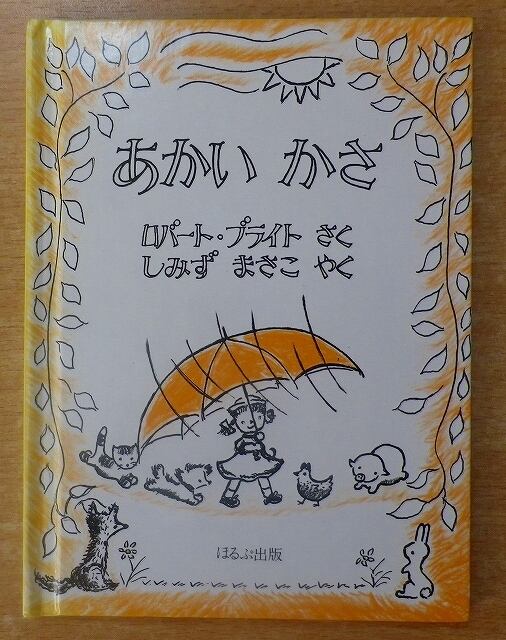 あかい かさ
ロバート・ブライト さく
しみず まさこ やく
ほるぷ出版